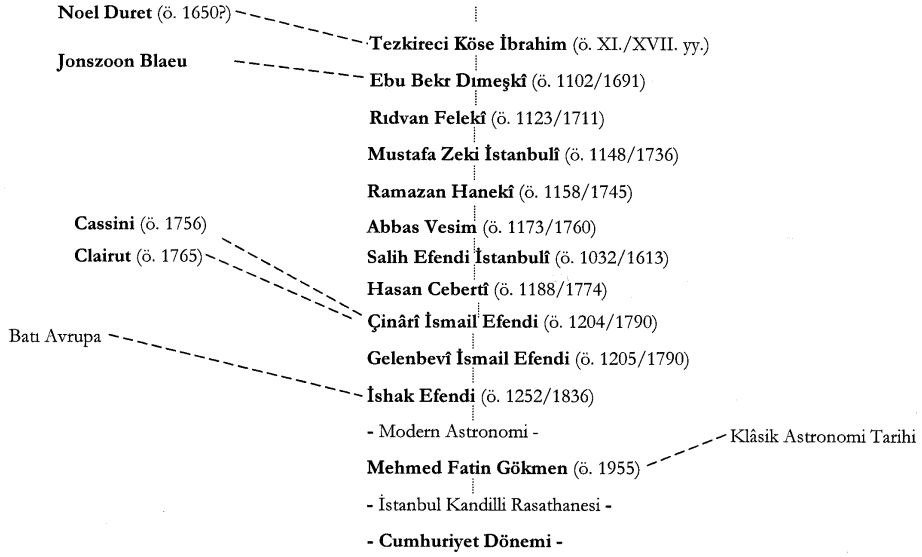 Noel Duret (ö. 1650?)
Tezkireci Köse İbrahim (ö. XI./XVII. yy.)
Jonszoon Blaeu
Ebu Bekr Dımeşkî (ö. 1102/1691)
Rıdvan Felekî (ö. 1123/1711)
Mustafa Zeki İstanbulî (ö. 1148/1736)
Ramazan Hanekî (ö. 1158/1745)
Cassini (ö. 1756)
Abbas Vesim (ö. 1173/1760)
Clairut (ö. 1765)
Salih Efendi İstanbulî (ö. 1032/1613)
Hasan Cebertî (ö. 1188/1774)
Çinârî İsmail Efendi (ö. 1204/1790)
Batı Avrupa
Gelenbevî İsmail Efendi (ö. 1205/1790)
İshak Efendi (ö. 1252/1836)
- Modern Astronomi -
Klâsik Astronomi Tarihi
Mehmed Fatin Gökmen (ö. 1955)
- İstanbul Kandilli Rasathanesi -
- Cumhuriyet Dönemi -